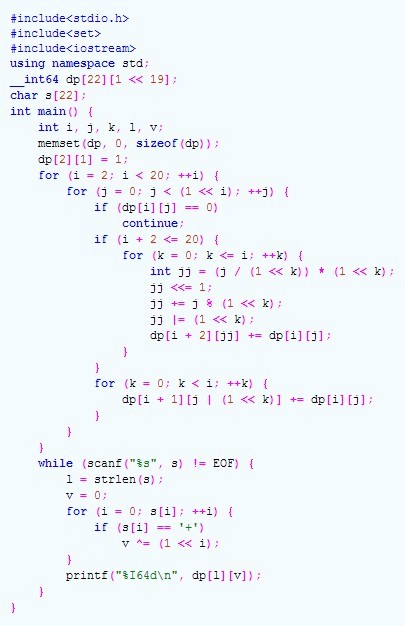 #include<stdio.h>
#include<set>
#include<iostream>
using namespace std;
__int64 dp[22][1 << 19];
char s[22];
int main() {
    int i, j, k, l, v;
    memset(dp, 0, sizeof(dp));
    dp[2][1] = 1;
    for (i = 2; i < 20; ++i) {
        for (j = 0; j < (1 << i); ++j) {
            if (dp[i][j] == 0)
                continue;
            if (i + 2 <= 20) {
                for (k = 0; k <= i; ++k) {
                    int jj = (j / (1 << k)) * (1 << k);
                    jj <<= 1;
                    jj += j % (1 << k);
                    jj |= (1 << k);
                    dp[i + 2][jj] += dp[i][j];
                }
            }
            for (k = 0; k < i; ++k) {
                dp[i + 1][j | (1 << k)] += dp[i][j];
            }
        }
    }
    while (scanf("%s", s) != EOF) {
        l = strlen(s);
        v = 0;
        for (i = 0; s[i]; ++i) {
            if (s[i] == '+')
                v ^= (1 << i);
        }
        printf("%I64d\n", dp[l][v]);
    }
}